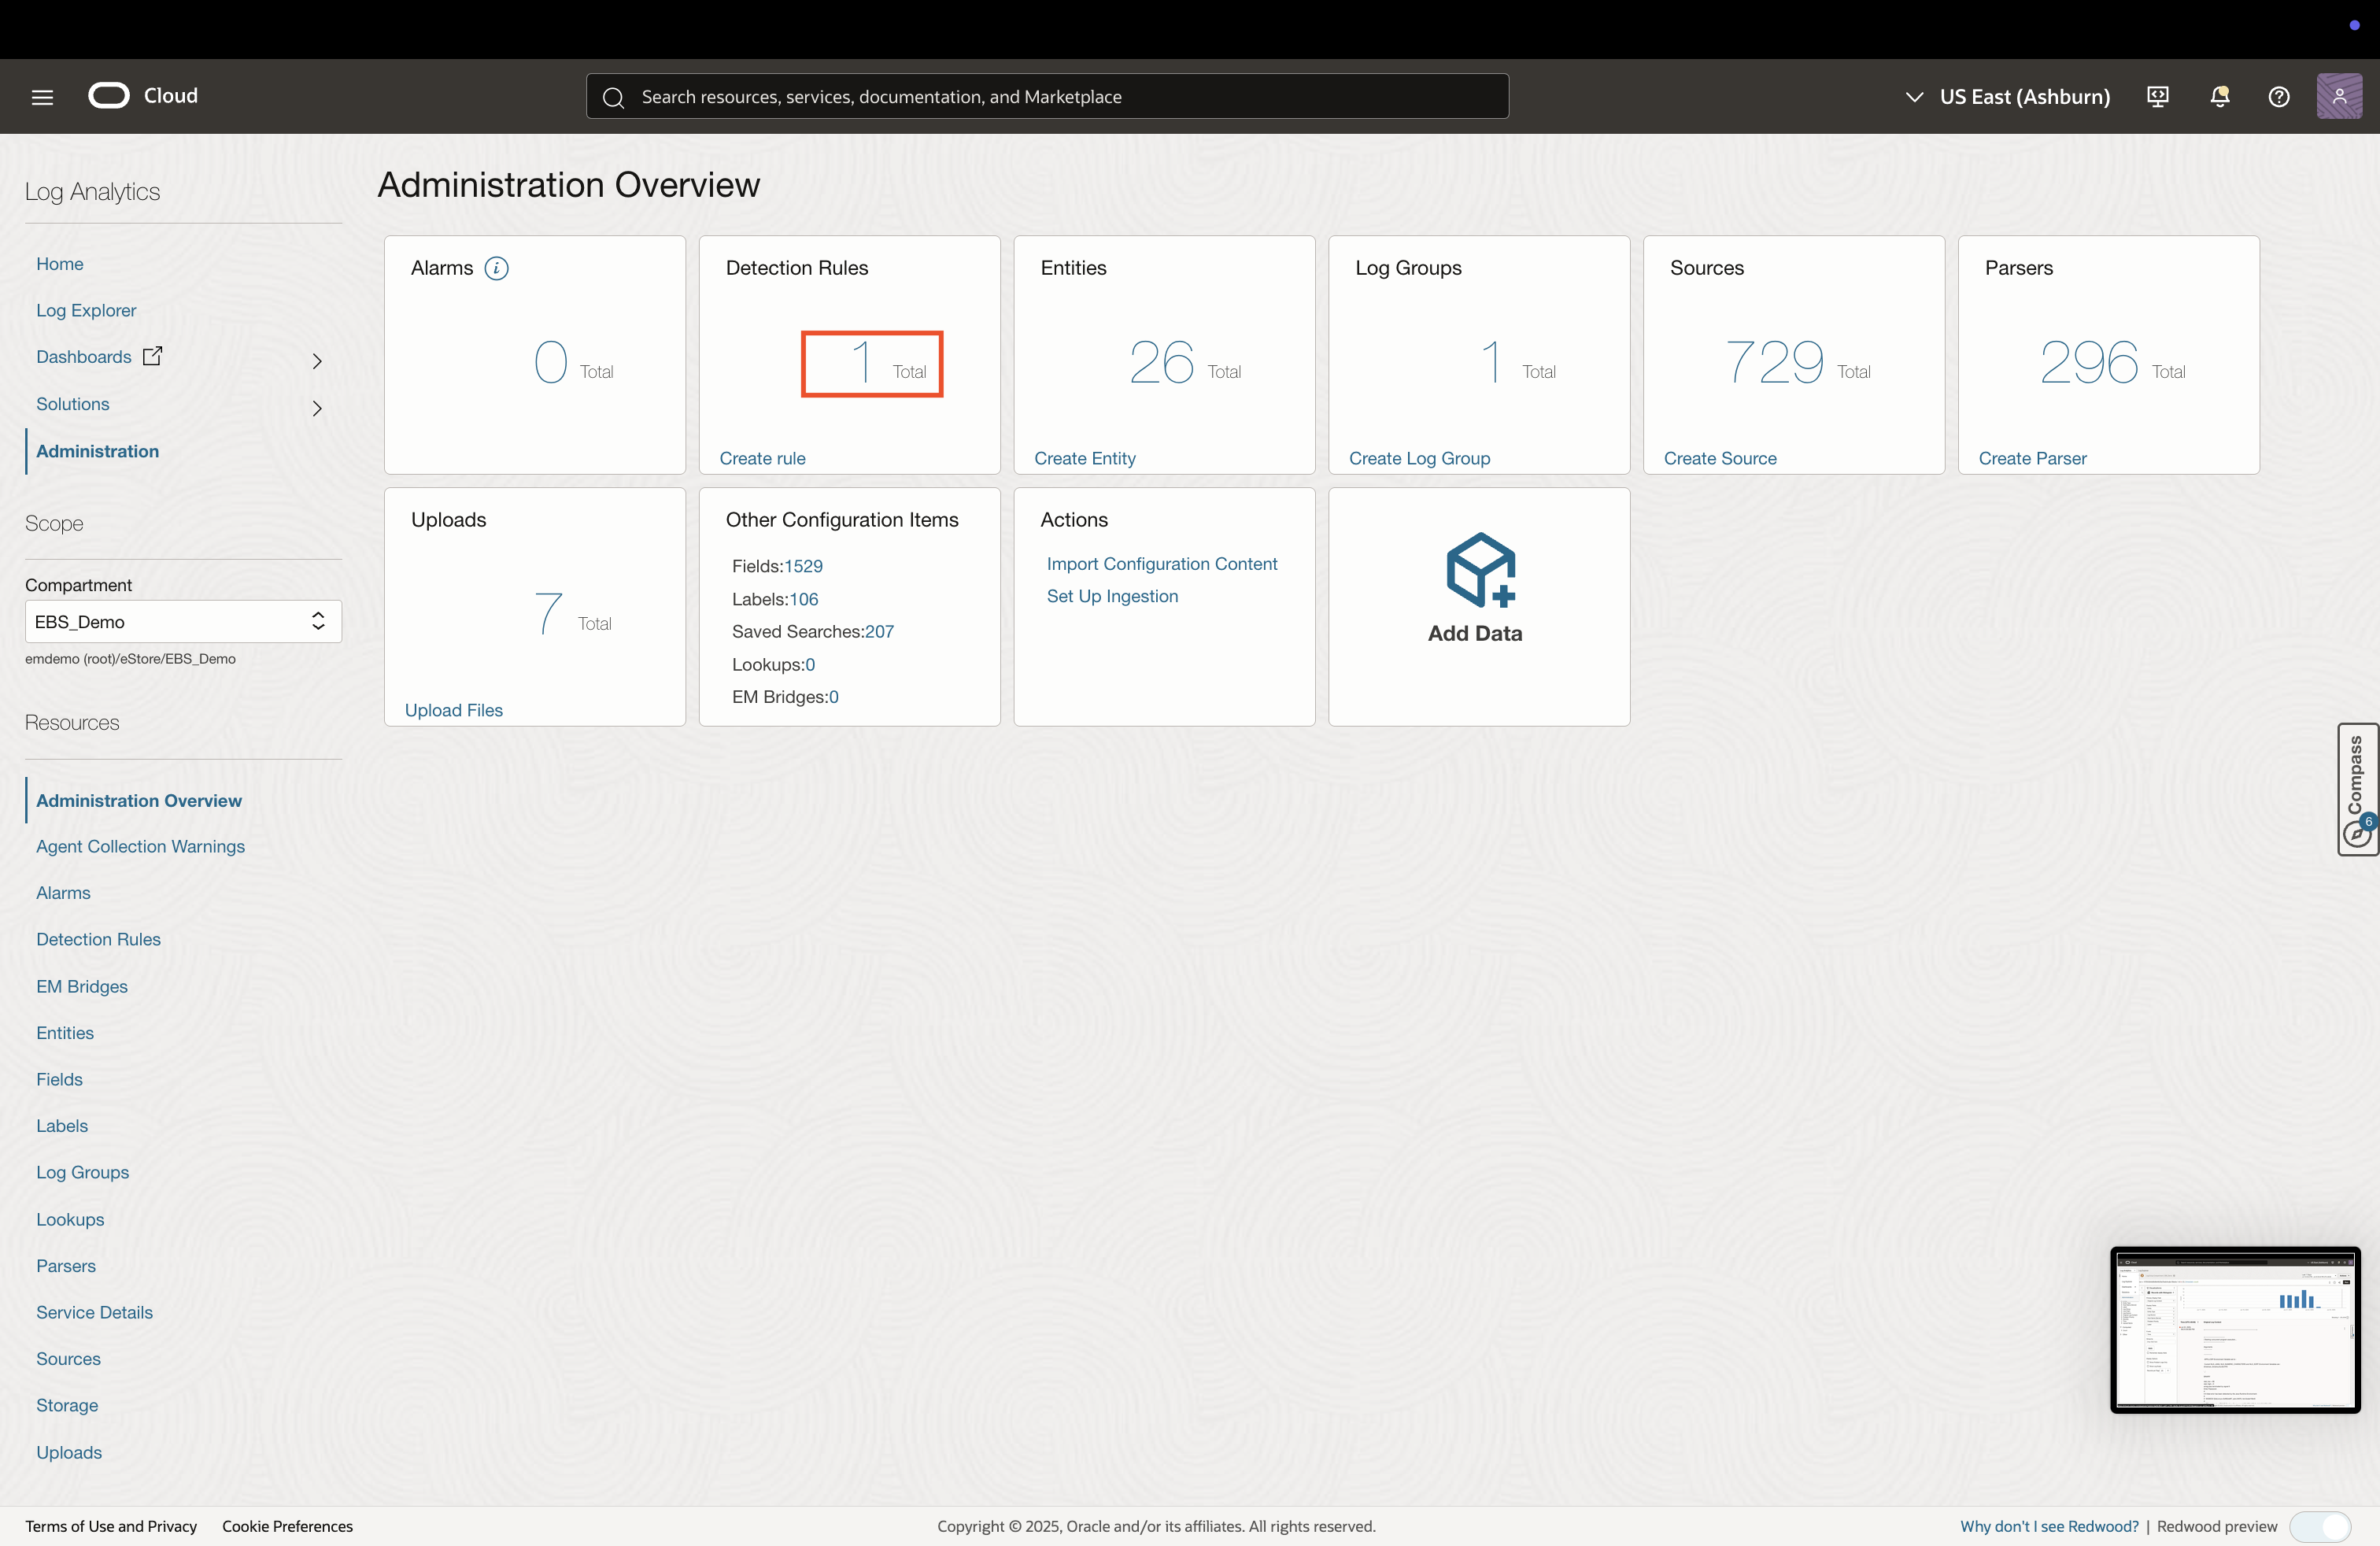 Cloud
Search resources, services, documentation, and Marketplace
US East (Ashburn)
Log Analytics
Home
Log Explorer
Dashboards
Solutions
Administration
Scope
Compartment
EBS_Demo
emdemo (root)/eStore/EBS_Demo
Resources
Administration Overview
Agent Collection Warnings
Alarms
Detection Rules
EM Bridges
Entities
Fields
Labels
Log Groups
Lookups
Parsers
Service Details
Sources
Storage
Uploads
Administration Overview
Alarms
0 Total
Detection Rules
1 Total
Create rule
Entities
26 Total
Create Entity
Log Groups
1 Total
Create Log Group
Sources
729 Total
Create Source
Parsers
296 Total
Create Parser
Uploads
7 Total
Upload Files
Other Configuration Items
Fields:1529
Labels:106
Saved Searches:207
Lookups:0
EM Bridges:0
Actions
Import Configuration Content
Set Up Ingestion
Add Data
Compass
6
Terms of Use and Privacy
Cookie Preferences
Copyright © 2025, Oracle and/or its affiliates. All rights reserved.
Why don't I see Redwood? | Redwood preview